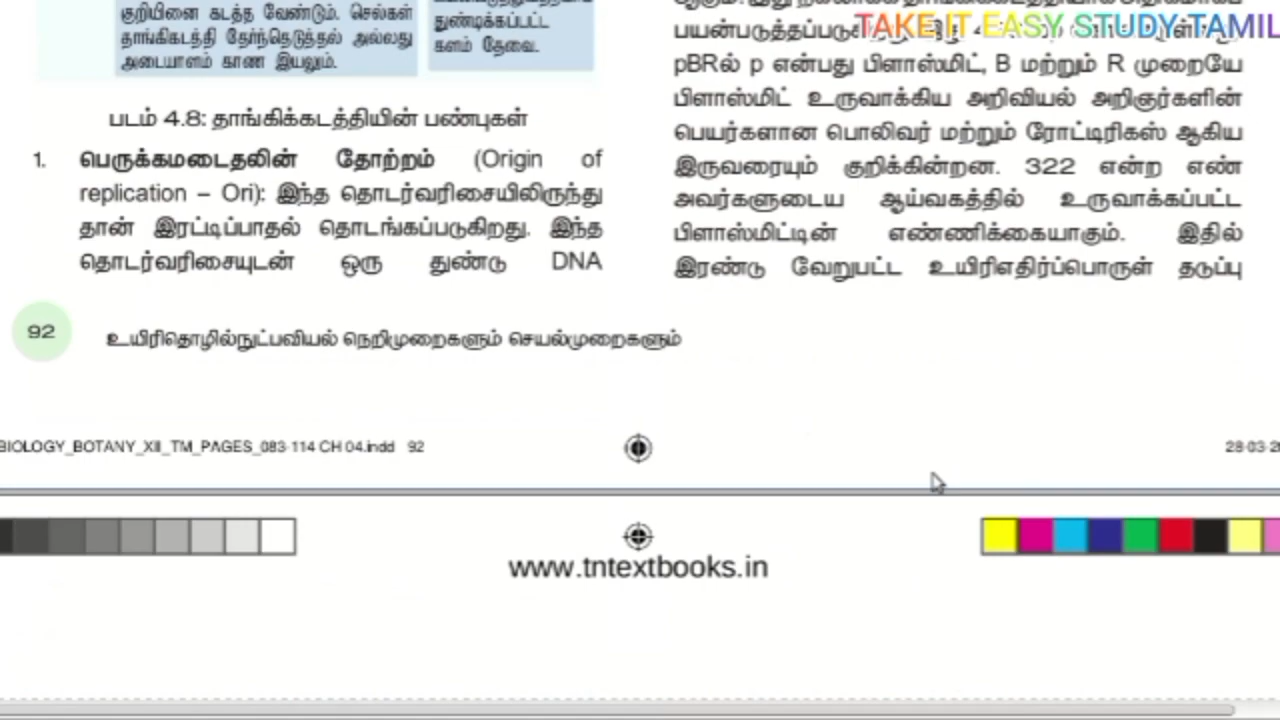 குறியினை கடத்த வேண்டும். செல்கள்
தாங்கிகடத்தி தேர்ந்தெடுத்தல் அல்லது
அடையாளம் காண இயலும்.
துண்டிக்கப்பட்ட
களம் தேவை.
படம் 4.8: தாங்கிக்கடத்தியின் பண்புகள்
1. பெருக்கமடைதலின் தோற்றம் (Origin of
replication – Ori): இந்த தொடர்வரிசையிலிருந்து
தான் இரட்டிப்பாதல் தொடங்கப்படுகிறது. இந்த
தொடர்வரிசையுடன் ஒரு துண்டு DNA
TAKE IT EASY STUDY TAMIL
pBRல் p என்பது பிளாஸ்மிட், B மற்றும் R முறையே
பிளாஸ்மிட் உருவாக்கிய அறிவியல் அறிஞர்களின்
பெயர்களான பொலிவர் மற்றும் ரோட்டிரிகஸ் ஆகிய
இருவரையும் குறிக்கின்றன. 322 என்ற எண்
அவர்களுடைய ஆய்வகத்தில் உருவாக்கப்பட்ட
பிளாஸ்மிட்டின் எண்ணிக்கையாகும். இதில்
இரண்டு வேறுபட்ட உயிரிஎதிர்ப்பொருள் தடுப்பு
92 உயிரிதொழில்நுட்பவியல் நெறிமுறைகளும் செயல்முறைகளும்
BIOLOGY_BOTANY_XII_TM_PAGES_083-114 CH 04.indd 92
28-03-2
www.tntextbooks.in